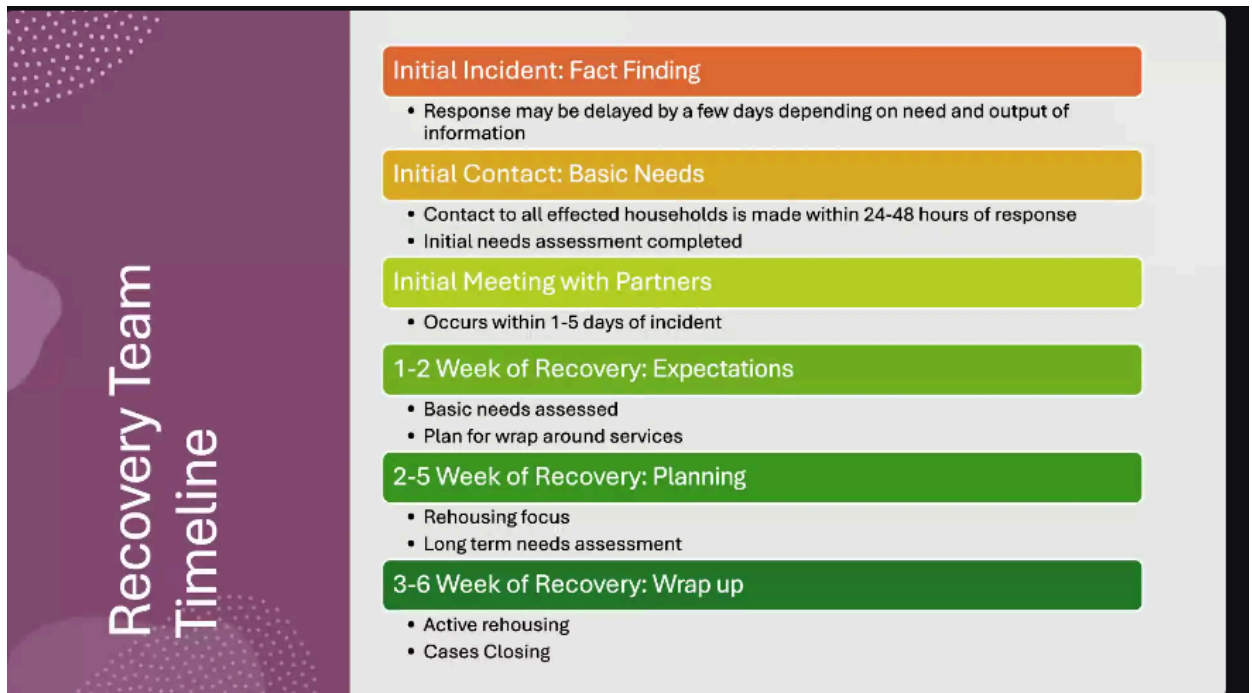 Recovery Team
Timeline
Initial Incident: Fact Finding
• Response may be delayed by a few days depending on need and output of
information
Initial Contact: Basic Needs
• Contact to all effected households is made within 24-48 hours of response
• Initial needs assessment completed
Initial Meeting with Partners
• Occurs within 1-5 days of incident
1-2 Week of Recovery: Expectations
• Basic needs assessed
• Plan for wrap around services
2-5 Week of Recovery: Planning
• Rehousing focus
• Long term needs assessment
3-6 Week of Recovery: Wrap up
• Active rehousing
• Cases Closing